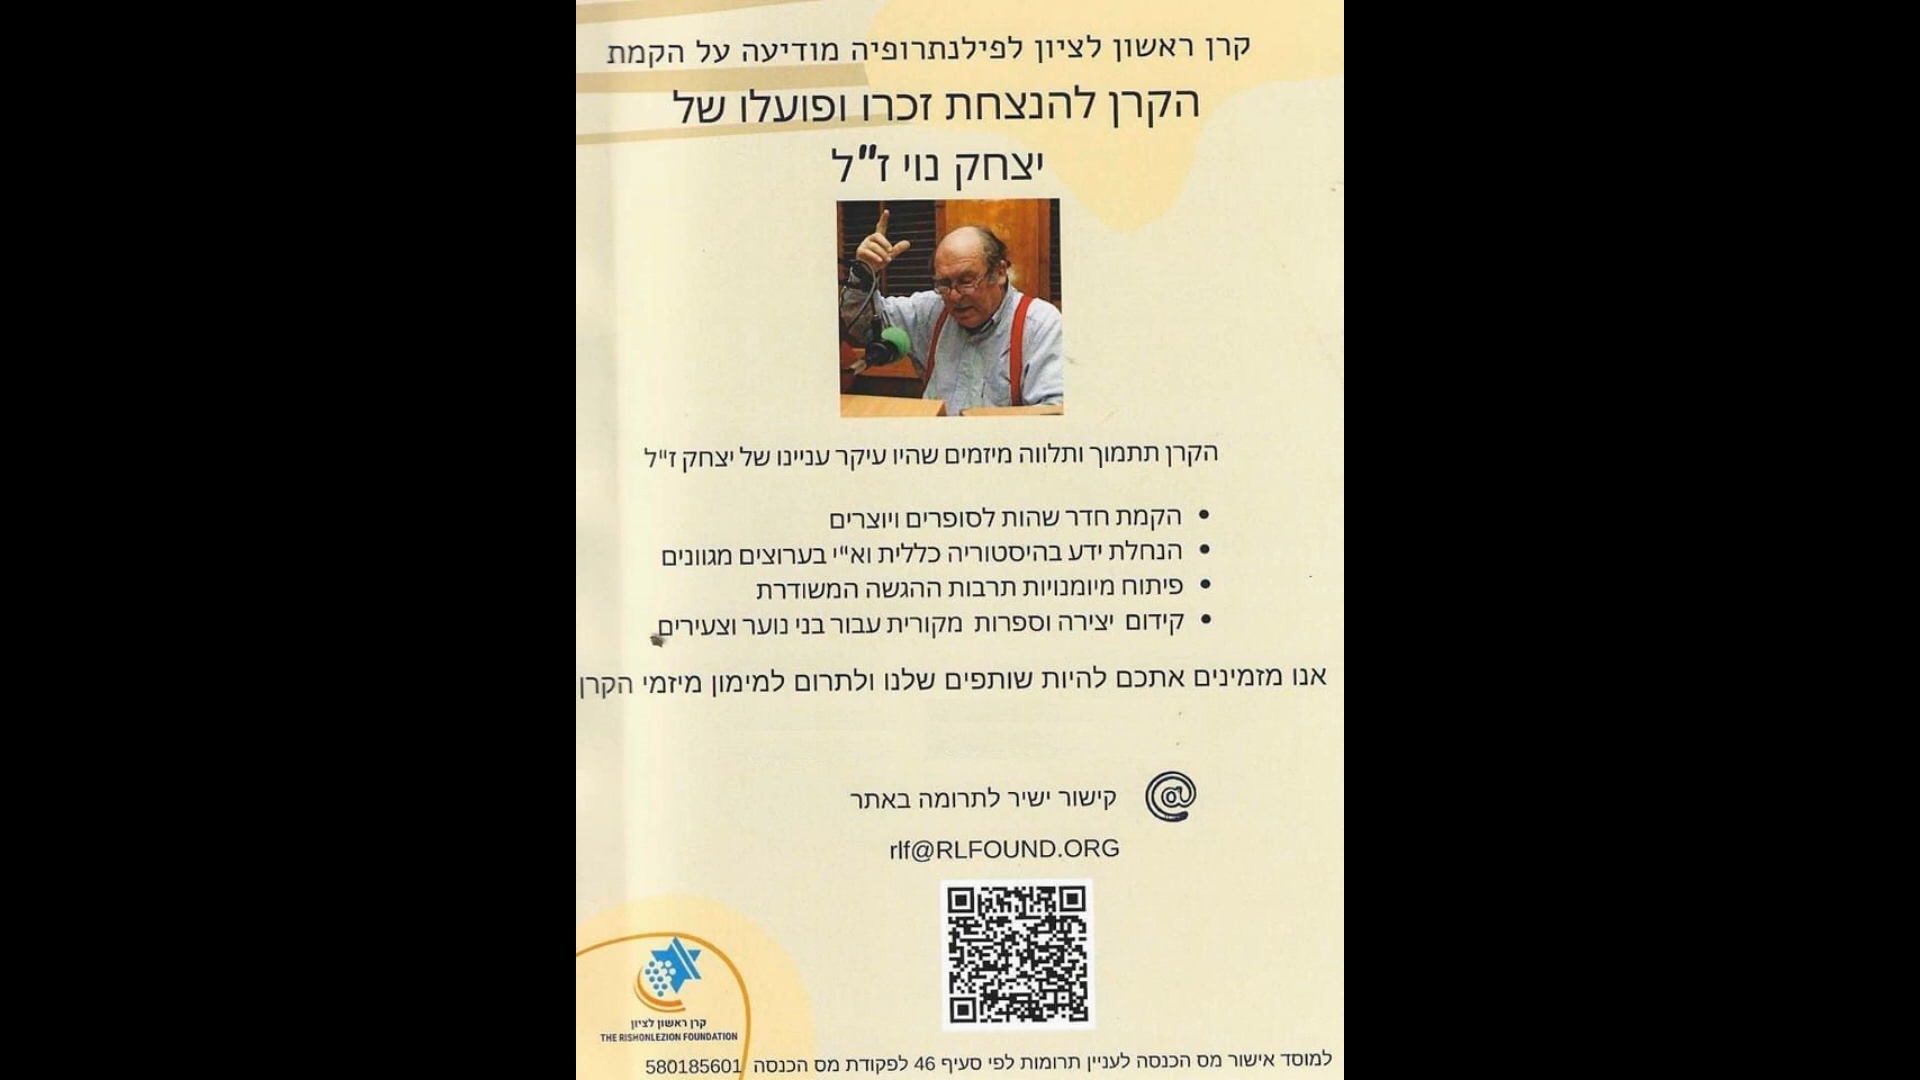 קרן ראשון לציון לפילנתרופיה מודיעה על הקמת
הקרן להנצחת זכרו ופועלו של
יצחק נוי ז"ל
הקרן תתמוך ותלווה מיזמים שהיו עיקר עניינו של יצחק ז"ל
• הקמת חדר שהות לסופרים ויוצרים
• הנחלת ידע בהיסטוריה כללית וא"י בערוצים מגוונים
• פיתוח מיומנויות תרבות ההגשה המשודרת
• קידום יצירה וספרות מקורית עבור בני נוער וצעירים
אנו מזמינים אתכם להיות שותפים שלנו ולתרום למימון מיזמי הקרן
@ קישור ישיר לתרומה באתר
rlf@RLFOUND.ORG
קרן ראשון לציון
THE RISHONLEZION FOUNDATION
למוסד אישור מס הכנסה לעניין תרומות לפי סעיף 46 לפקודת מס הכנסה 580185601